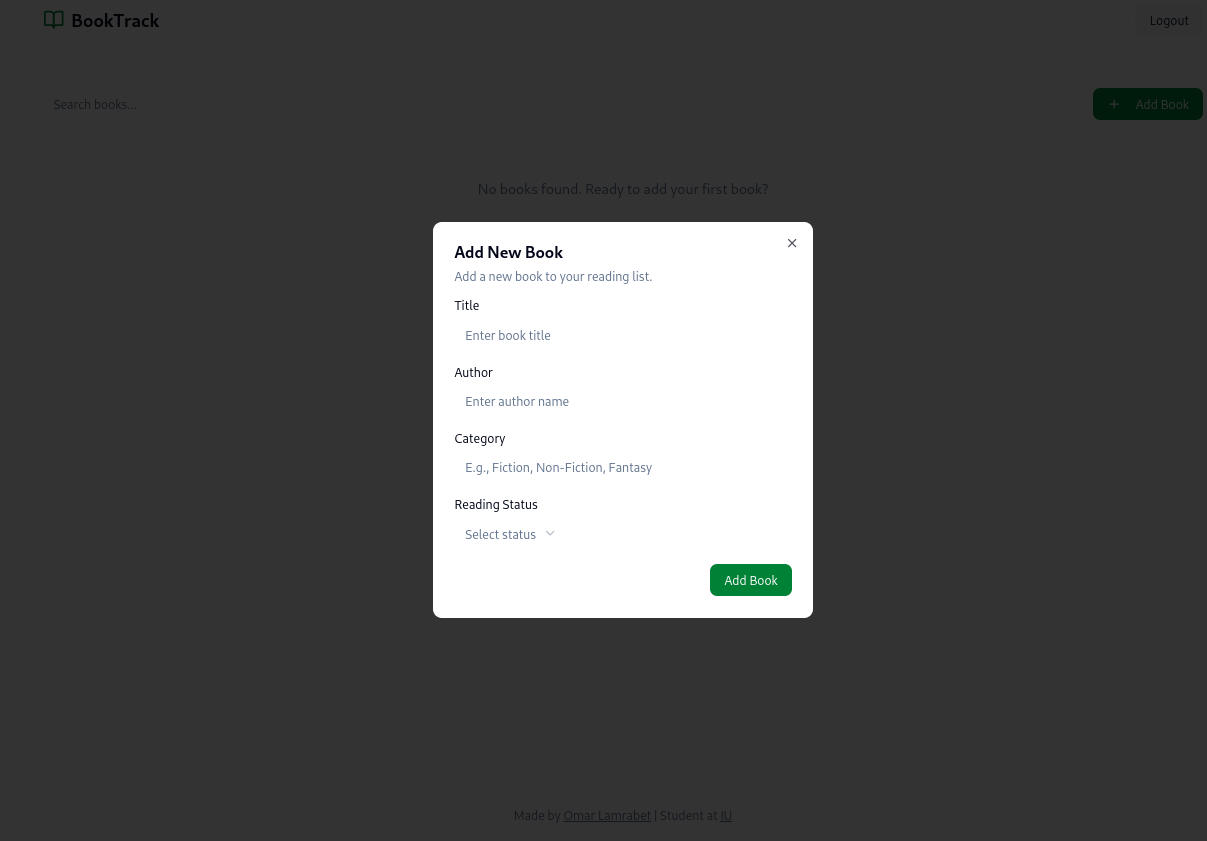 BookTrack
Logout
Search books...
Add Book
No books found. Ready to add your first book?
Add New Book
Add a new book to your reading list.
Title
Enter book title
Author
Enter author name
Category
E.g., Fiction, Non-Fiction, Fantasy
Reading Status
Select status
Add Book
Made by Omar Lamrabet | Student at IU